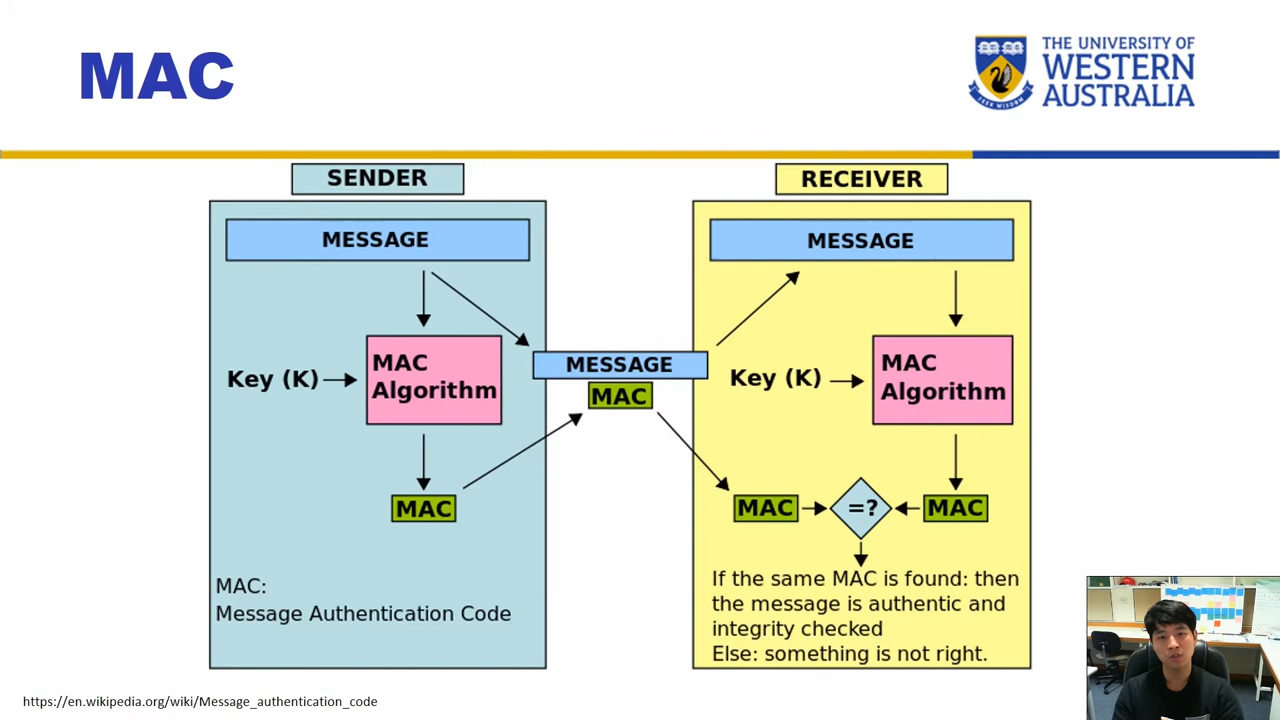 MAC
THE UNIVERSITY OF
WESTERN
AUSTRALIA
SEEK WISDOM
SENDER
MESSAGE
Key (K)
MAC
Algorithm
MAC
MAC:
Message Authentication Code
MESSAGE
MAC
RECEIVER
MESSAGE
Key (K)
MAC
Algorithm
MAC
=?
MAC
If the same MAC is found: then
the message is authentic and
integrity checked
Else: something is not right.
https://en.wikipedia.org/wiki/Message_authentication_code